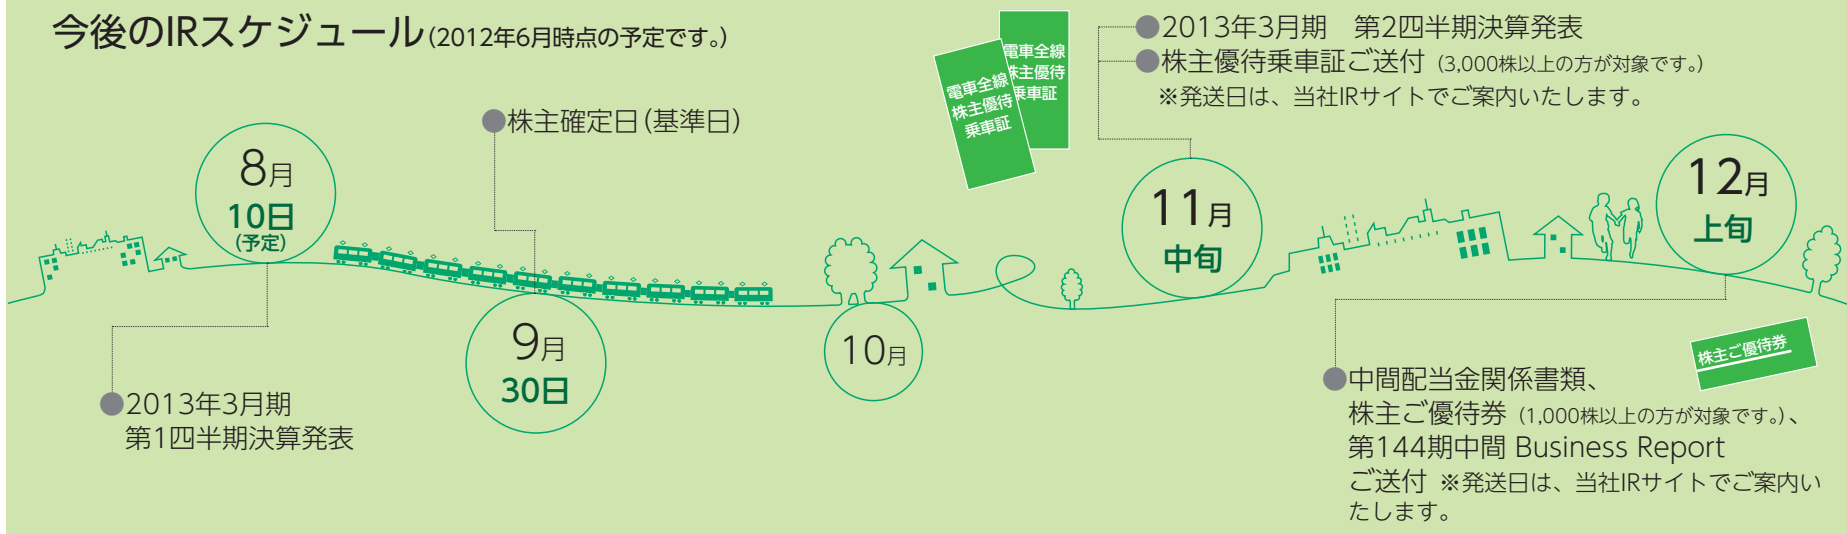 今後のIRスケジュール(2012年6月時点の予定です。)
8月
10日
(予定)
●2013年3月期
第1四半期決算発表
●株主確定日(基準日)
9月
30日
10月
電車全線
株主優待
乗車証
電車全線
株主優待
乗車証
●2013年3月期　第2四半期決算発表
●株主優待乗車証ご送付 (3,000株以上の方が対象です。)
※発送日は、当社IRサイトでご案内いたします。
11月
中旬
12月
上旬
株主ご優待券
●中間配当金関係書類、
株主ご優待券 (1,000株以上の方が対象です。)、
第144期中間 Business Report
ご送付 ※発送日は、当社IRサイトでご案内い
たします。